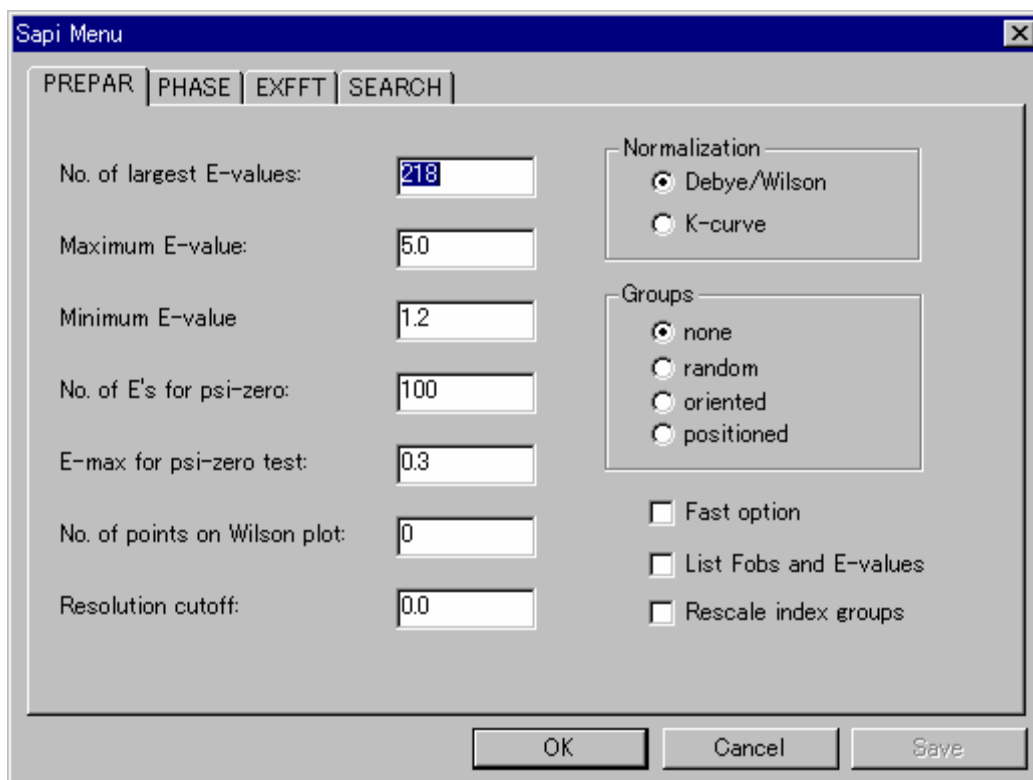 Sapi Menu
PREPAR PHASE EXFFT SEARCH
No. of largest E-values: 218
Maximum E-value: 5.0
Minimum E-value 1.2
No. of E's for psi-zero: 100
E-max for psi-zero test: 0.3
No. of points on Wilson plot: 0
Resolution cutoff: 0.0
Normalization
Debye/Wilson
K-curve
Groups
none
random
oriented
positioned
Fast option
List Fobs and E-values
Rescale index groups
OK Cancel Save